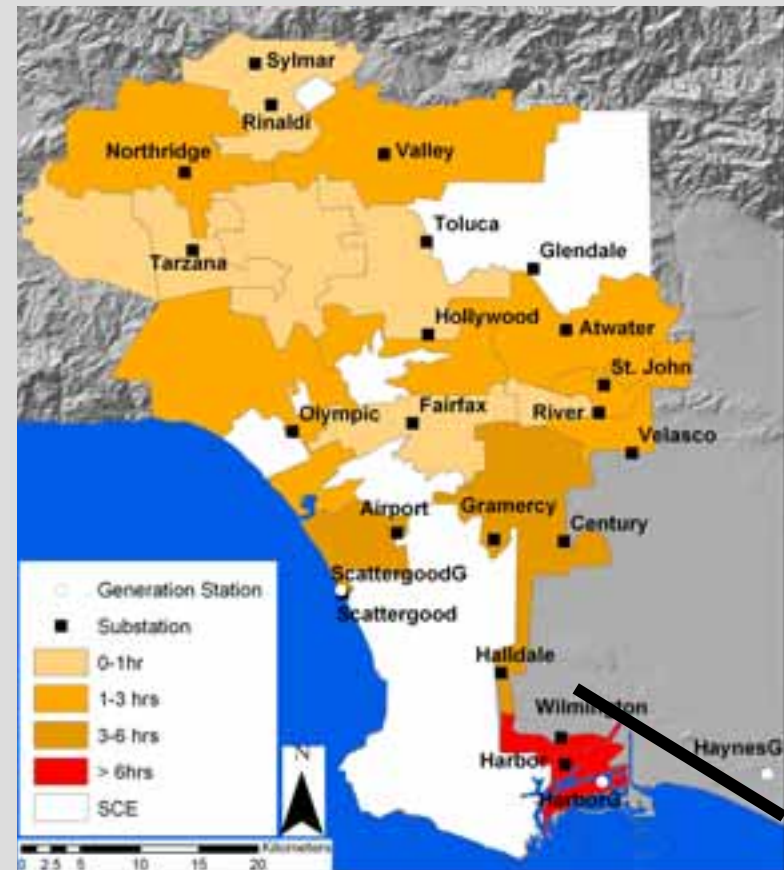 Sylmar
Rinaldi
Northridge
Valley
Toluca
Tarzana
Glendale
Hollywood
Atwater
St. John
Olympic
Fairfax
River
Velasco
Airport
Gramercy
Century
ScattergoodG
Scattergood
Halldale
Wilmington
HaynesG
Harbor
HarborG
Generation Station
Substation
0-1hr
1-3 hrs
3-6 hrs
> 6hrs
SCE
N
Kilometers
0 2.5 5 10 15 20